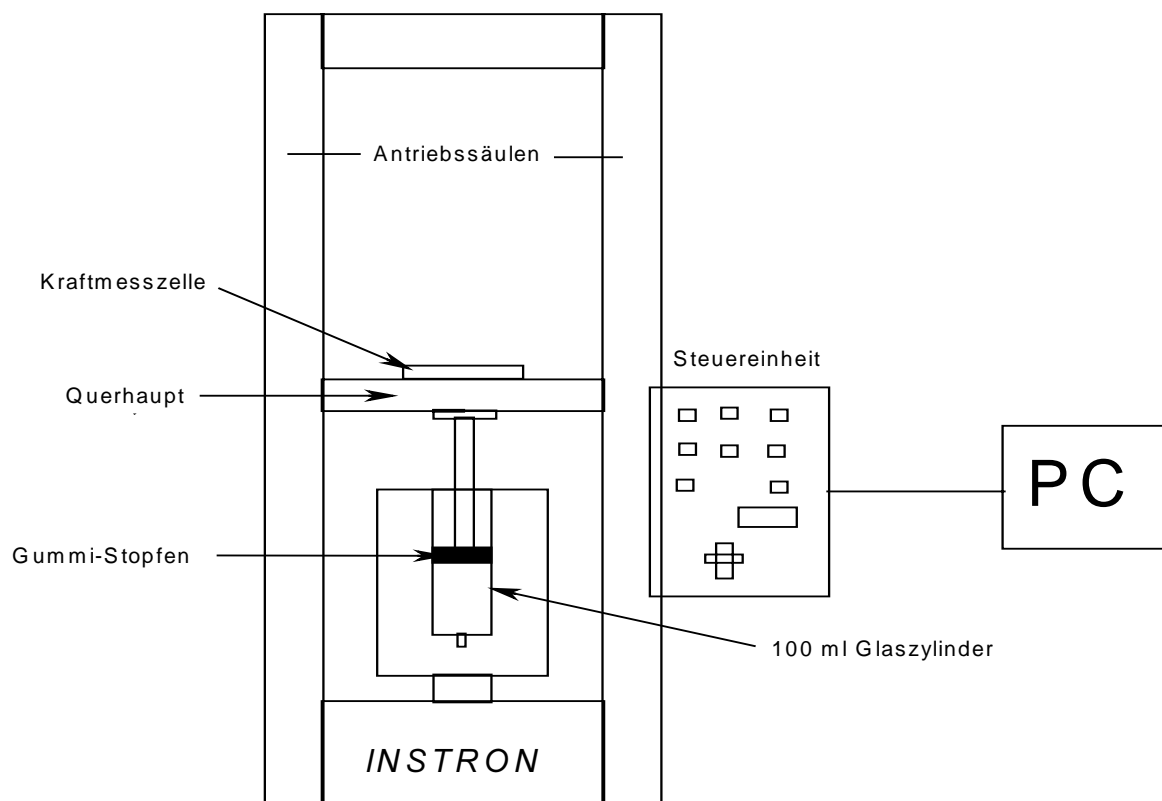 Antriebssäulen
Kraftmesszelle
Steuereinheit
Querhaupt
PC
Gummi-Stopfen
100 ml Glaszylinder
INSTRON